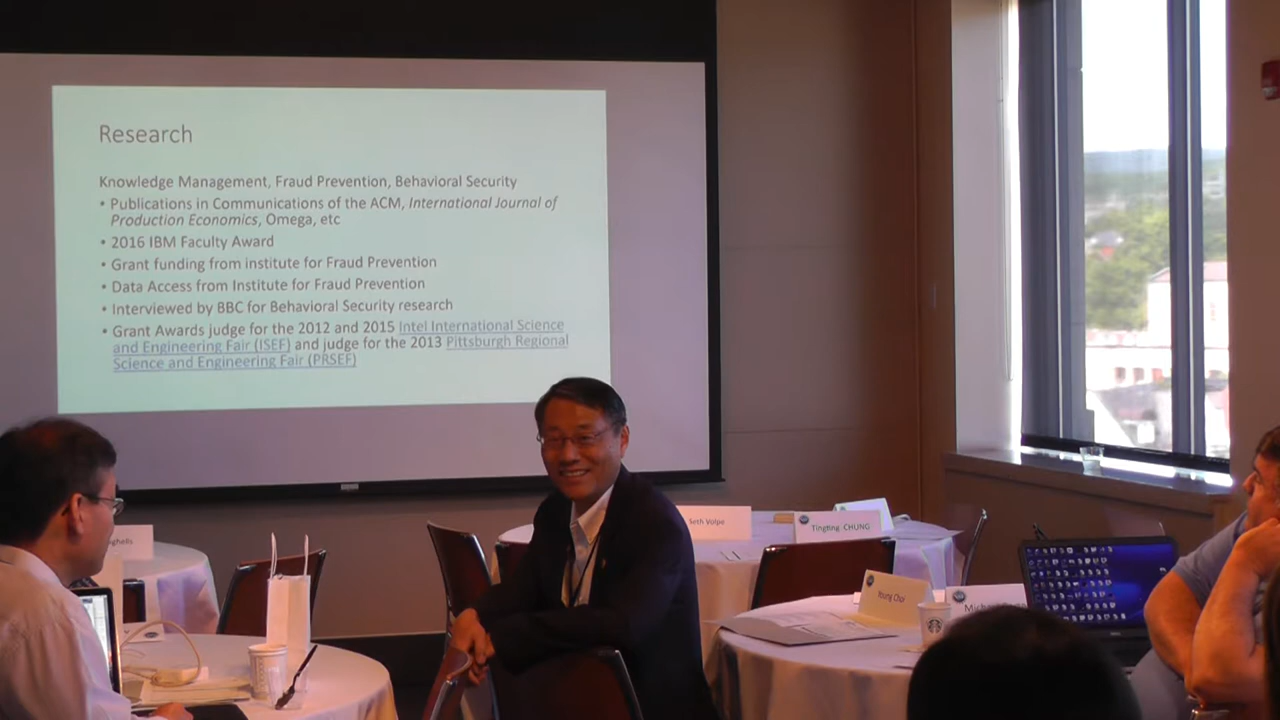 Research
Knowledge Management, Fraud Prevention, Behavioral Security
• Publications in Communications of the ACM, International Journal of
Production Economics, Omega, etc
• 2016 IBM Faculty Award
• Grant funding from institute for Fraud Prevention
• Data Access from Institute for Fraud Prevention
• Interviewed by BBC for Behavioral Security research
• Grant Awards judge for the 2012 and 2015 Intel International Science
and Engineering Fair (ISEF) and judge for the 2013 Pittsburgh Regional
Science and Engineering Fair (PRSEF)
Seth Volpe
Tingting CHUNG
Young Choi